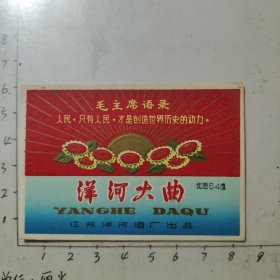 毛主席语录
人民，只有人民，才是创造世界历史的动力。
洋河大曲
优质64度
YANGHE DAQU
江苏洋河酒厂出品